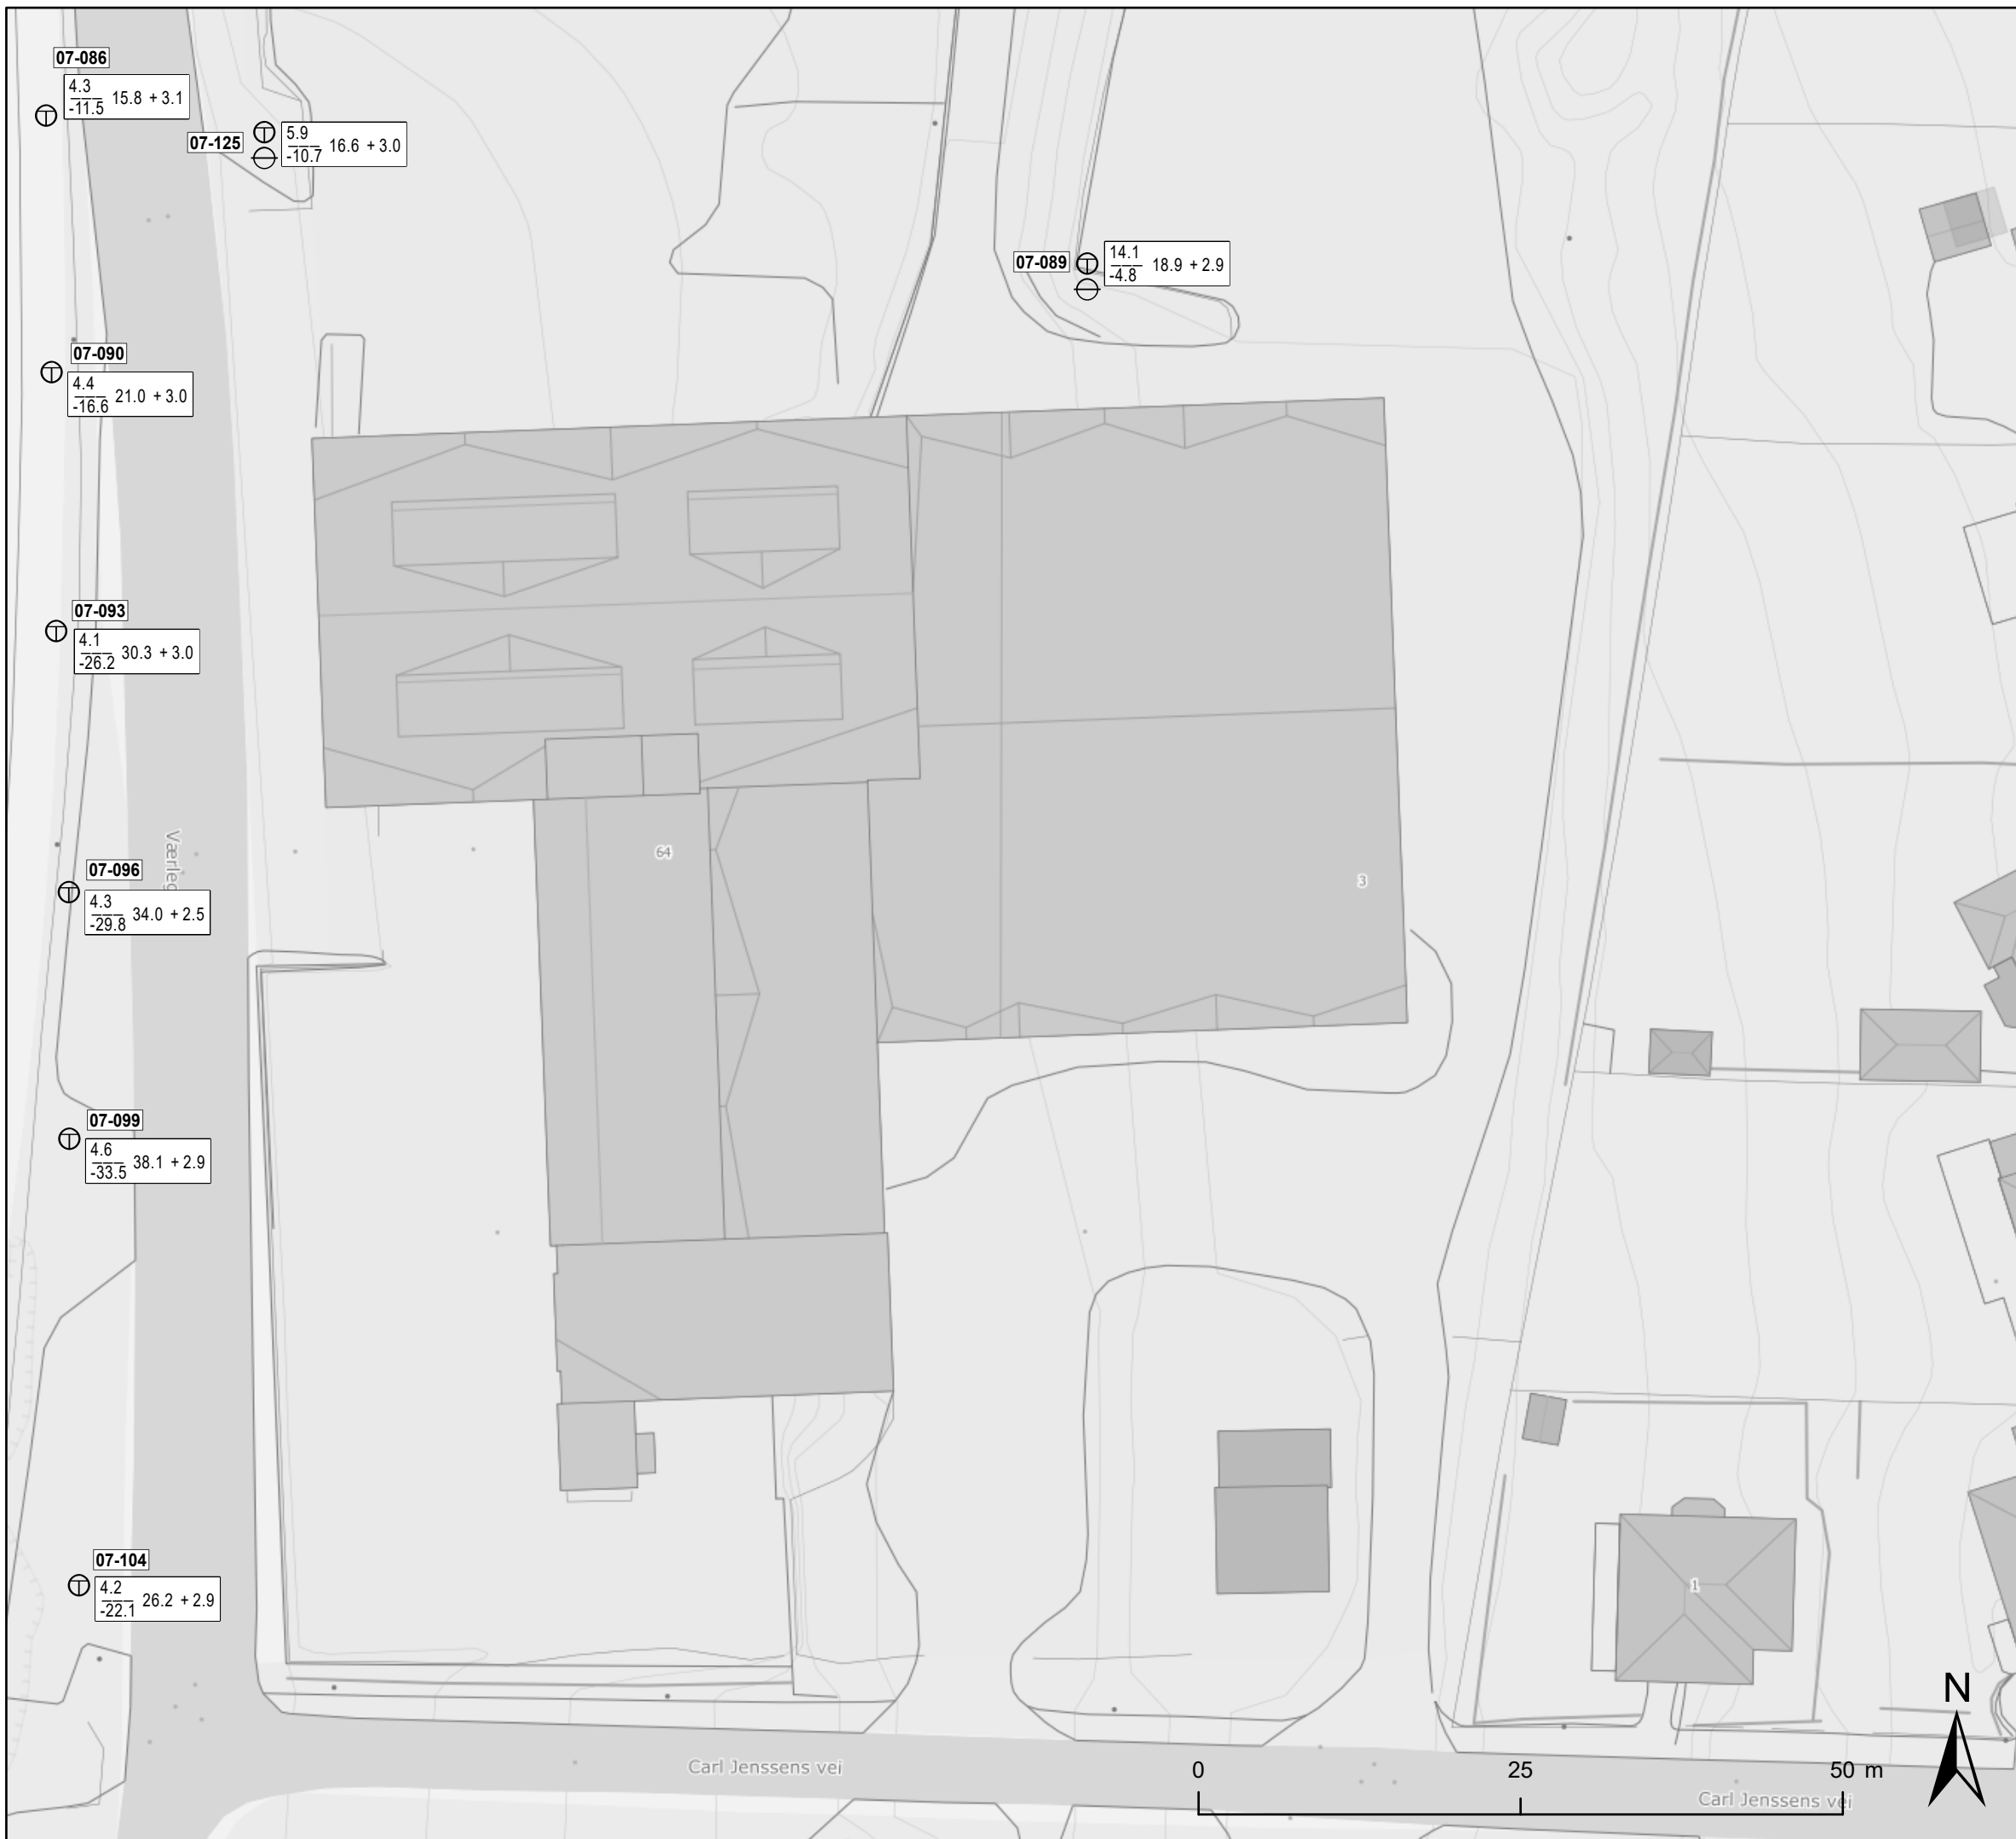 07-086
4.3
-11.5 15.8 + 3.1
07-125
5.9
-10.7 16.6 + 3.0
07-089
14.1
-4.8 18.9 + 2.9
07-090
4.4
-16.6 21.0 + 3.0
07-093
4.1
-26.2 30.3 + 3.0
Værleg
64
3
07-096
4.3
-29.8 34.0 + 2.5
07-099
4.6
-33.5 38.1 + 2.9
07-104
4.2
-22.1 26.2 + 2.9
1
N
Carl Jenssens vei
0 25 50 m
Carl Jenssens vei